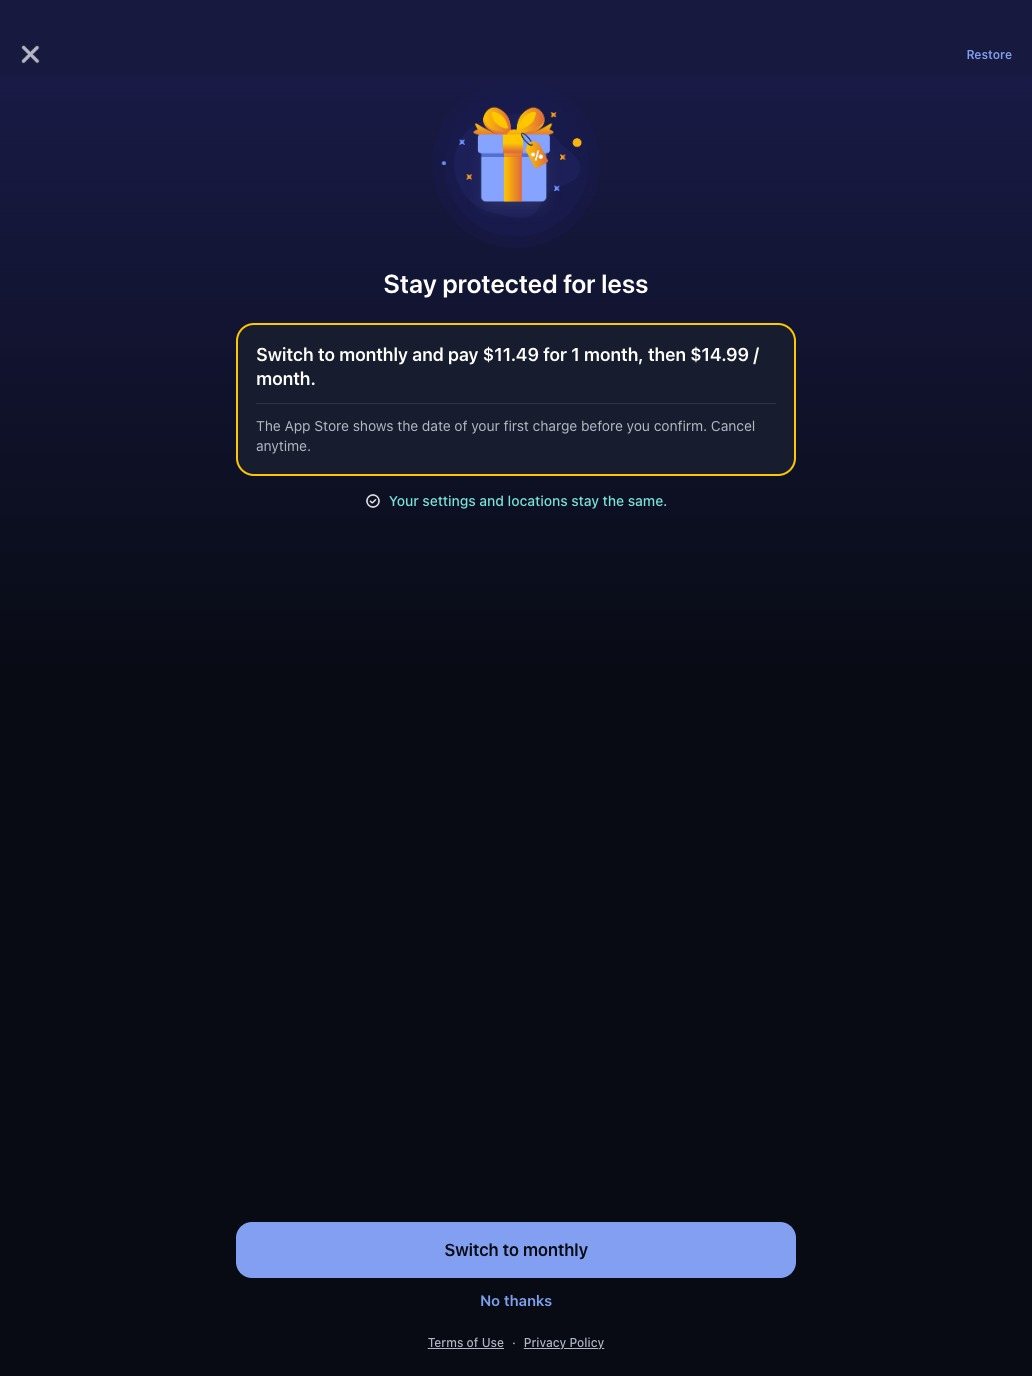 Restore
%
Stay protected for less
Switch to monthly and pay $11.49 for 1 month, then $14.99 /
month.
The App Store shows the date of your first charge before you confirm. Cancel
anytime.
Your settings and locations stay the same.
Switch to monthly
No thanks
Terms of Use · Privacy Policy